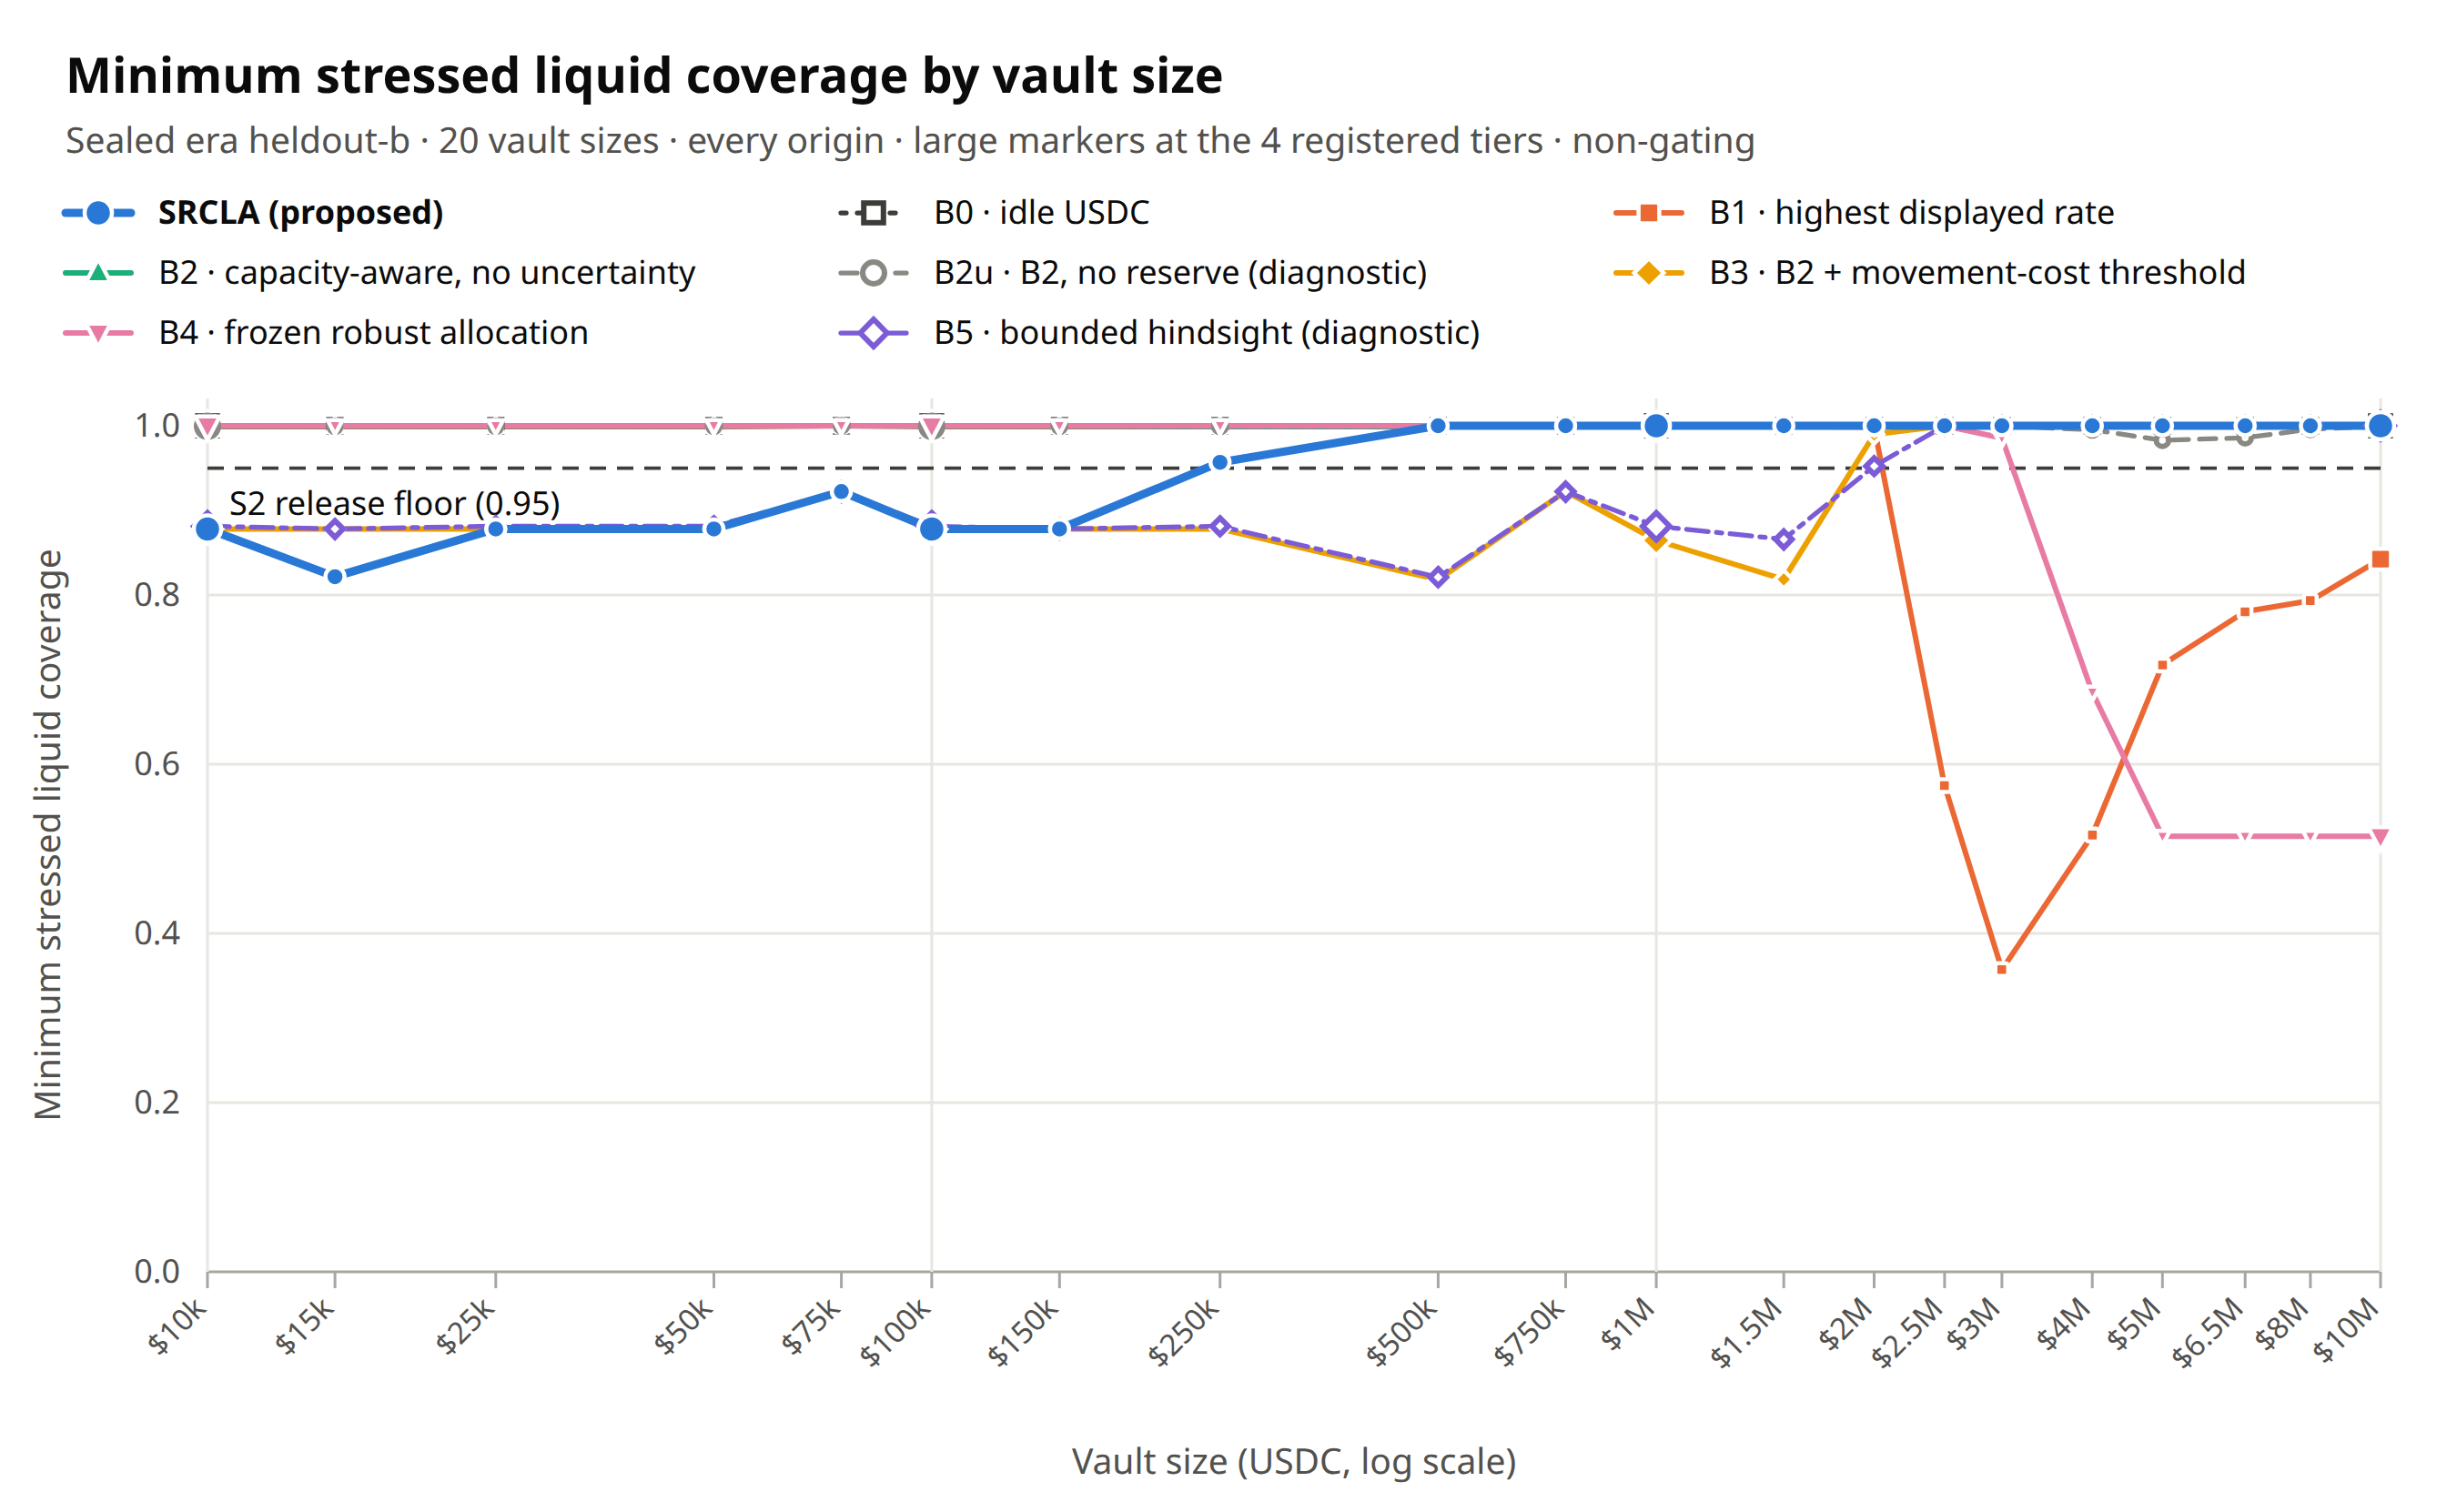 Minimum stressed liquid coverage by vault size
Sealed era heldout-b · 20 vault sizes · every origin · large markers at the 4 registered tiers · non-gating
SRCLA (proposed)
B0 · idle USDC
B1 · highest displayed rate
B2 · capacity-aware, no uncertainty
B2u · B2, no reserve (diagnostic)
B3 · B2 + movement-cost threshold
B4 · frozen robust allocation
B5 · bounded hindsight (diagnostic)
Minimum stressed liquid coverage
1.0
0.8
0.6
0.4
0.2
0.0
S2 release floor (0.95)
$10k
$15k
$25k
$50k
$75k
$100k
$150k
$250k
$500k
$750k
$1M
$1.5M
$2M
$2.5M
$3M
$4M
$5M
$6.5M
$8M
$10M
Vault size (USDC, log scale)